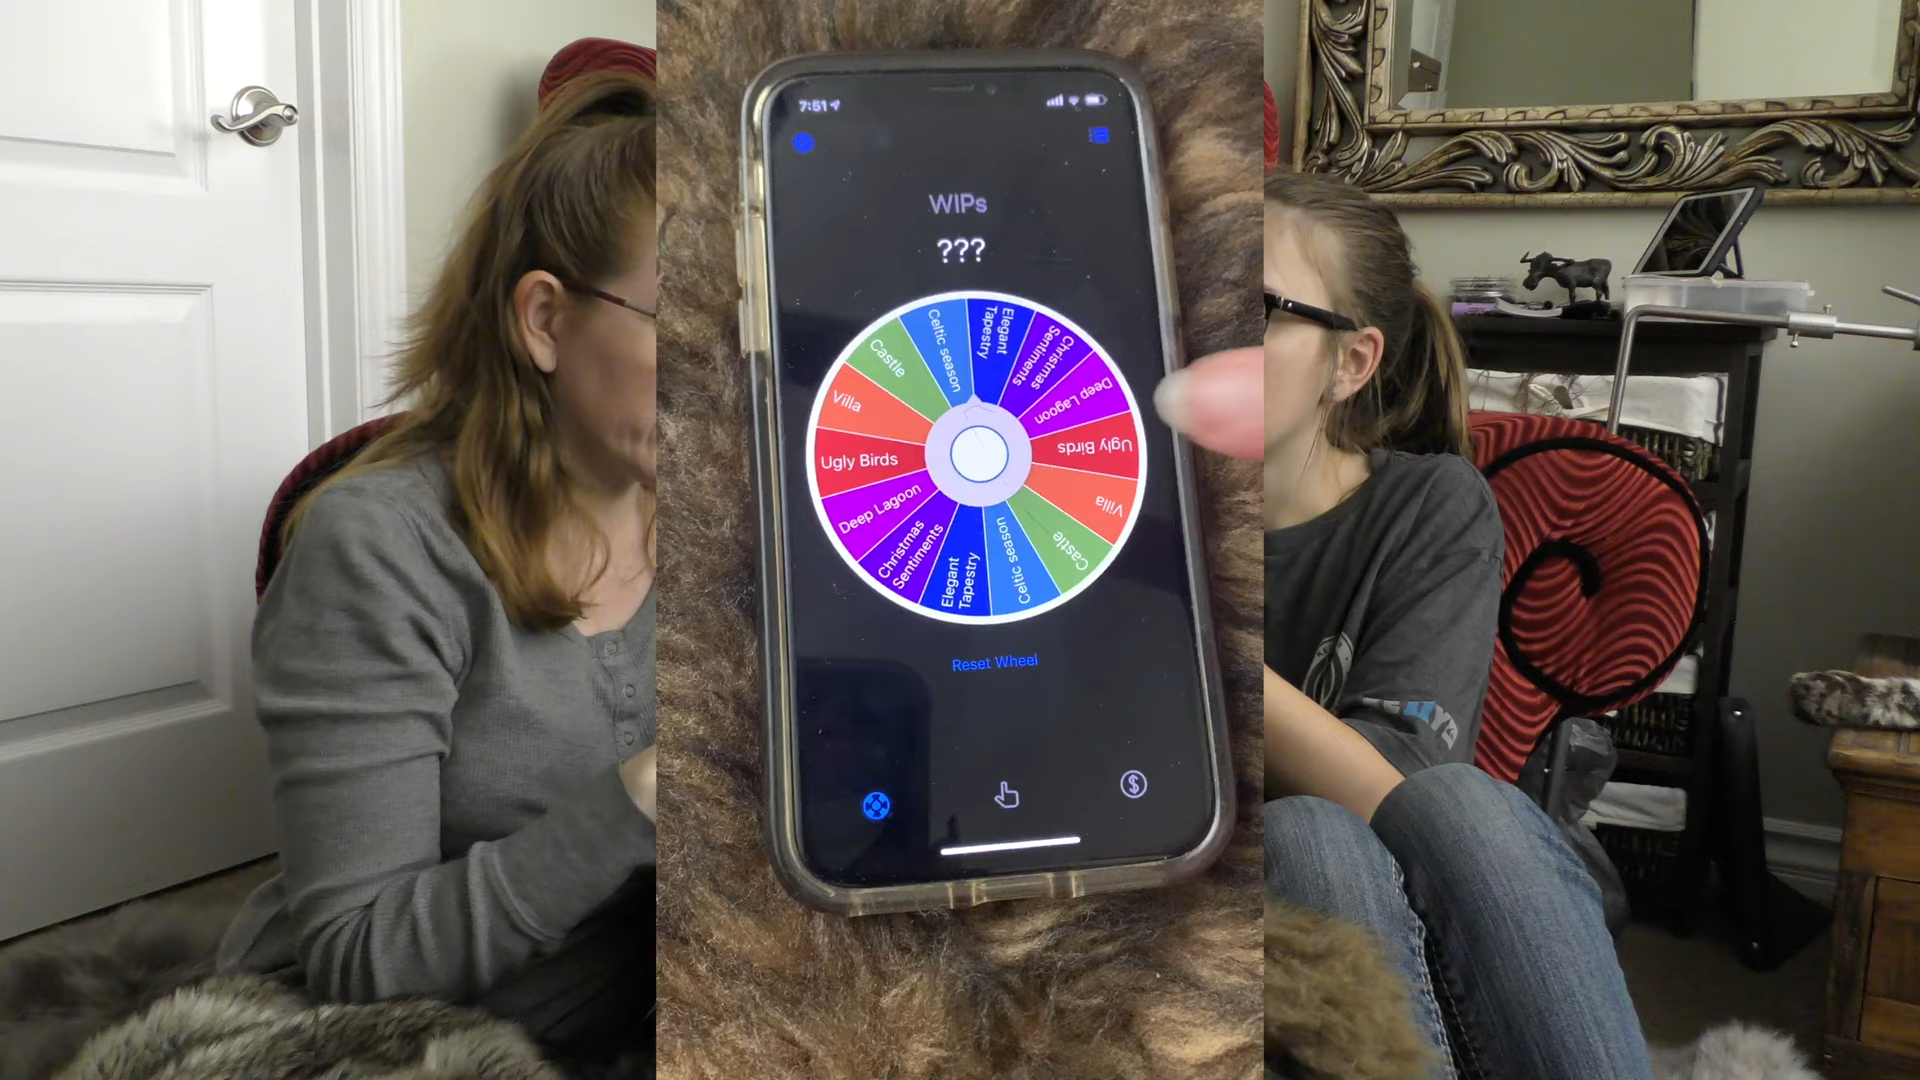 7:51
WIPs
???
Elegant
Tapestry
Christmas
Sentiments
Deep Lagoon
Ugly Birds
Villa
Castle
Celtic season
Elegant
Tapestry
Christmas
Sentiments
Deep Lagoon
Ugly Birds
Villa
Castle
Celtic season
Reset Wheel